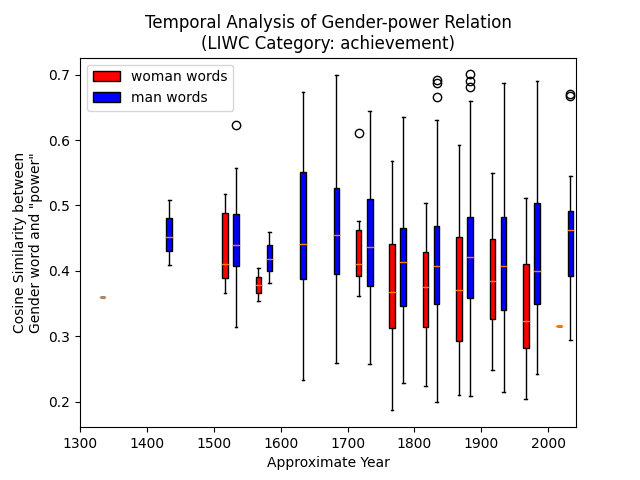 Temporal Analysis of Gender-power Relation
(LIWC Category: achievement)
woman words
man words
0.7
0.6
0.5
0.4
0.3
0.2
Cosine Similarity between
Gender word and "power"
1300 1400 1500 1600 1700 1800 1900 2000
Approximate Year